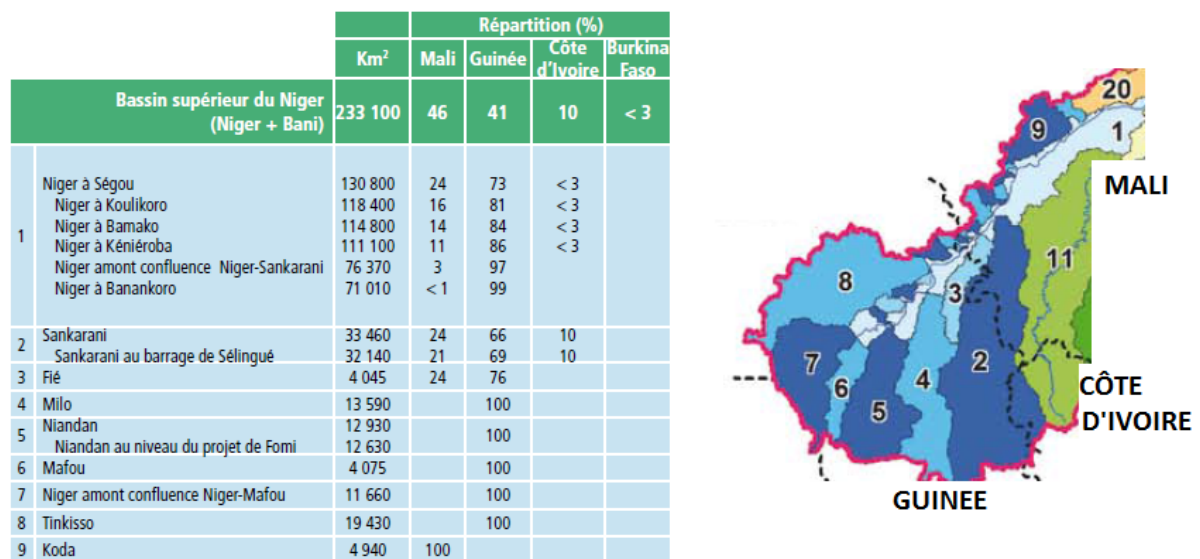 Répartition (%)
Km² Mali Guinée Côte d'Ivoire Burkina Faso
Bassin supérieur du Niger (Niger + Bani) 233 100 46 41 10 < 3
1
Niger à Ségou 130 800 24 73 < 3
Niger à Koulikoro 118 400 16 81 < 3
Niger à Bamako 114 800 14 84 < 3
Niger à Kéniéroba 111 100 11 86 < 3
Niger amont confluence Niger-Sankarani 76 370 3 97
Niger à Banankoro 71 010 < 1 99
2 Sankarani 33 460 24 66 10
Sankarani au barrage de Sélingué 32 140 21 69 10
3 Fié 4 045 24 76
4 Milo 13 590 100
5 Niandan 12 930 100
Niandan au niveau du projet de Fomi 12 630
6 Mafou 4 075 100
7 Niger amont confluence Niger-Mafou 11 660 100
8 Tinkisso 19 430 100
9 Koda 4 940 100
20
9
1
MALI
11
8
3
7
6
5
4
2
CÔTE
D'IVOIRE
GUINEE